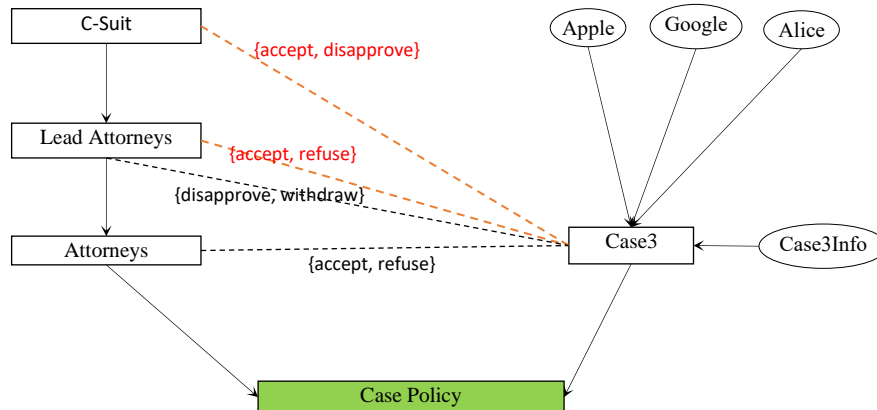 C-Suit
Apple
Google
Alice
{accept, disapprove}
Lead Attorneys
{accept, refuse}
{disapprove, withdraw}
Attorneys
Case3
Case3Info
{accept, refuse}
Case Policy